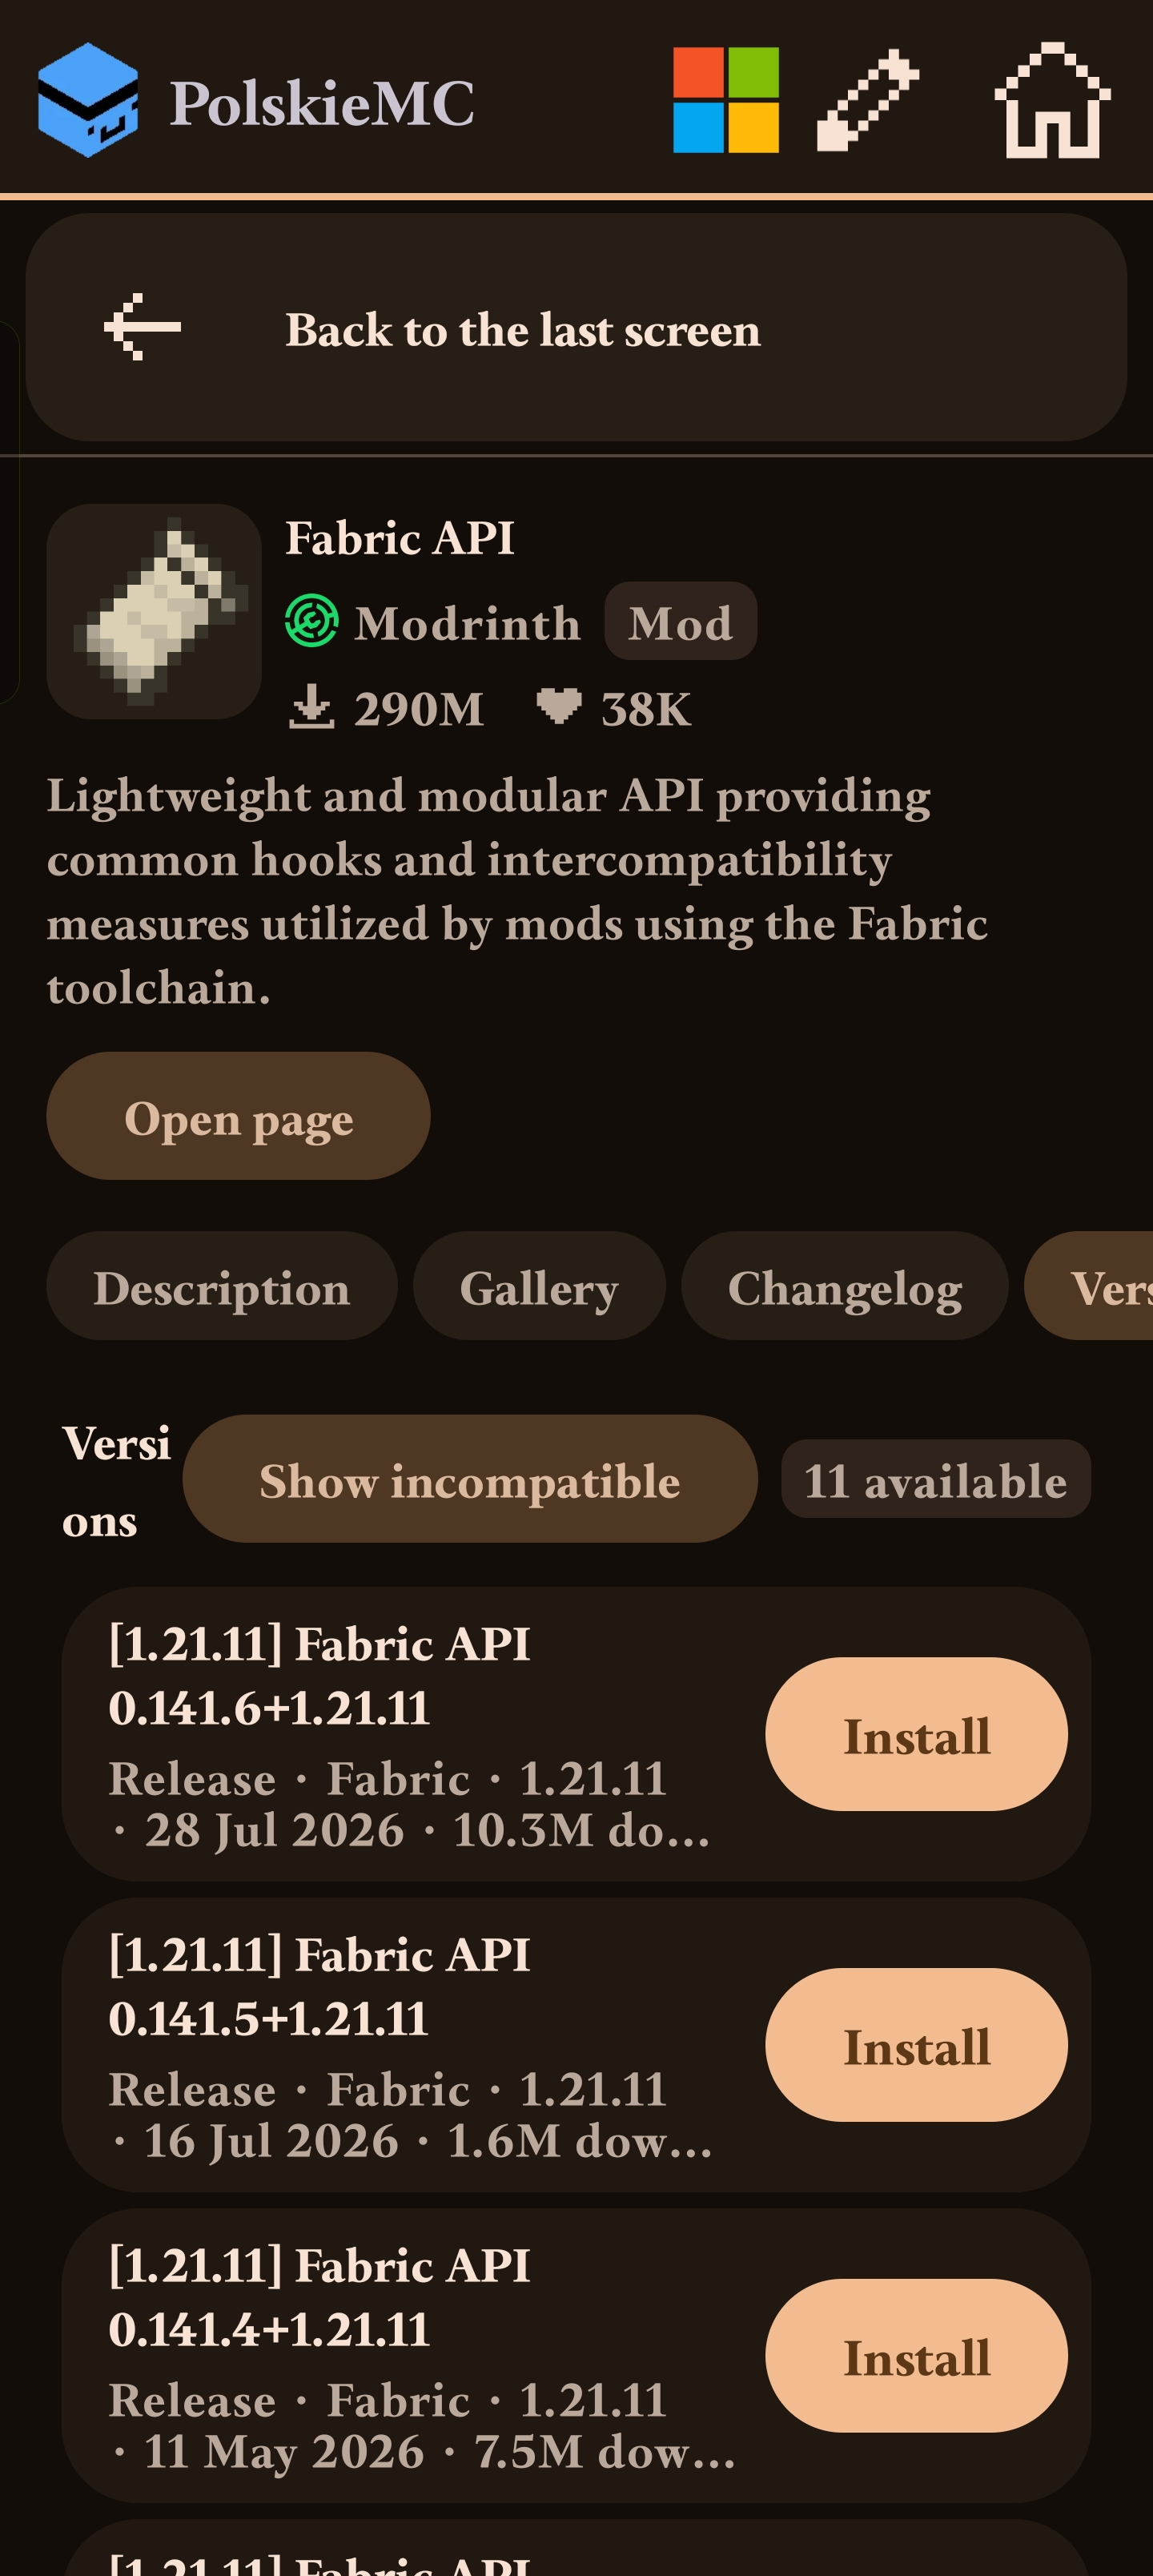 PolskieMC
Back to the last screen
Fabric API
Modrinth Mod
290M 38K
Lightweight and modular API providing
common hooks and intercompatibility
measures utilized by mods using the Fabric
toolchain.
Open page
Description Gallery Changelog Vers
Versi
ons
Show incompatible
11 available
[1.21.11] Fabric API
0.141.6+1.21.11
Release · Fabric · 1.21.11
· 28 Jul 2026 · 10.3M do...
Install
[1.21.11] Fabric API
0.141.5+1.21.11
Release · Fabric · 1.21.11
· 16 Jul 2026 · 1.6M dow...
Install
[1.21.11] Fabric API
0.141.4+1.21.11
Release · Fabric · 1.21.11
· 11 May 2026 · 7.5M dow...
Install
[1.21.11] Fabric API